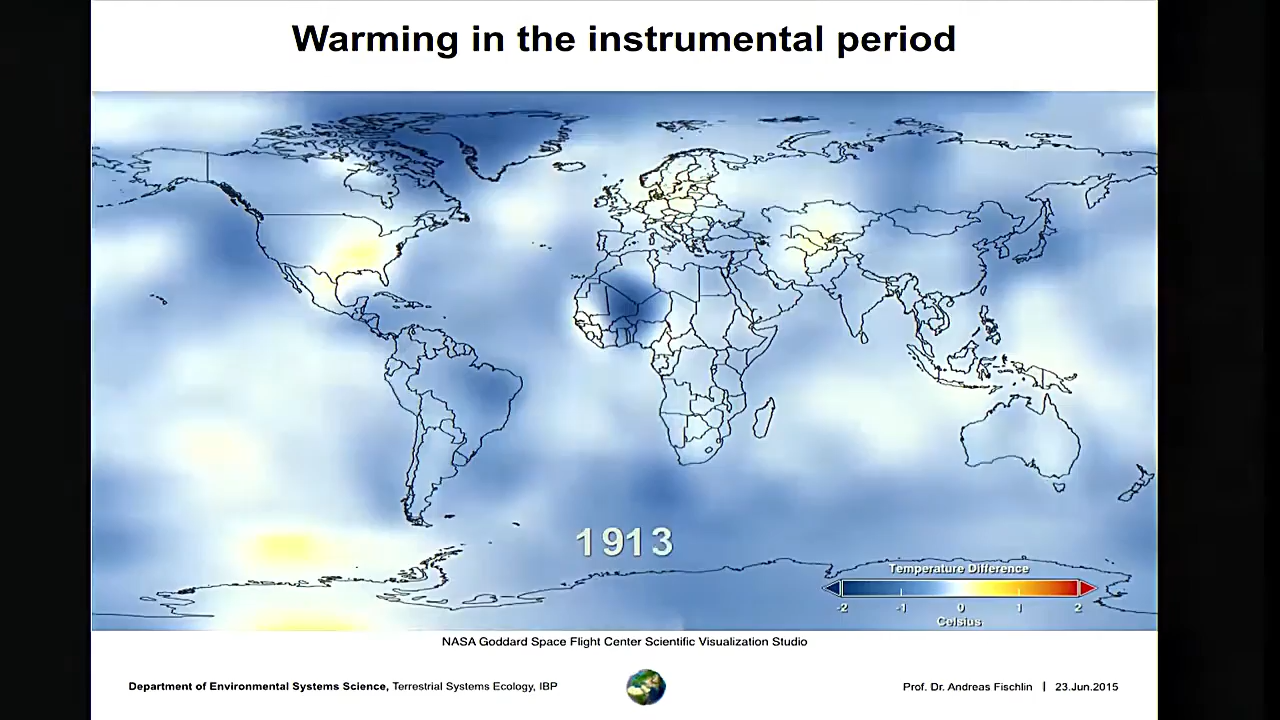 Warming in the instrumental period
1913
Temperature Difference
-2 -1 0 1 2
Celsius
NASA Goddard Space Flight Center Scientific Visualization Studio
Department of Environmental Systems Science, Terrestrial Systems Ecology, IBP
Prof. Dr. Andreas Fischlin | 23.Jun.2015